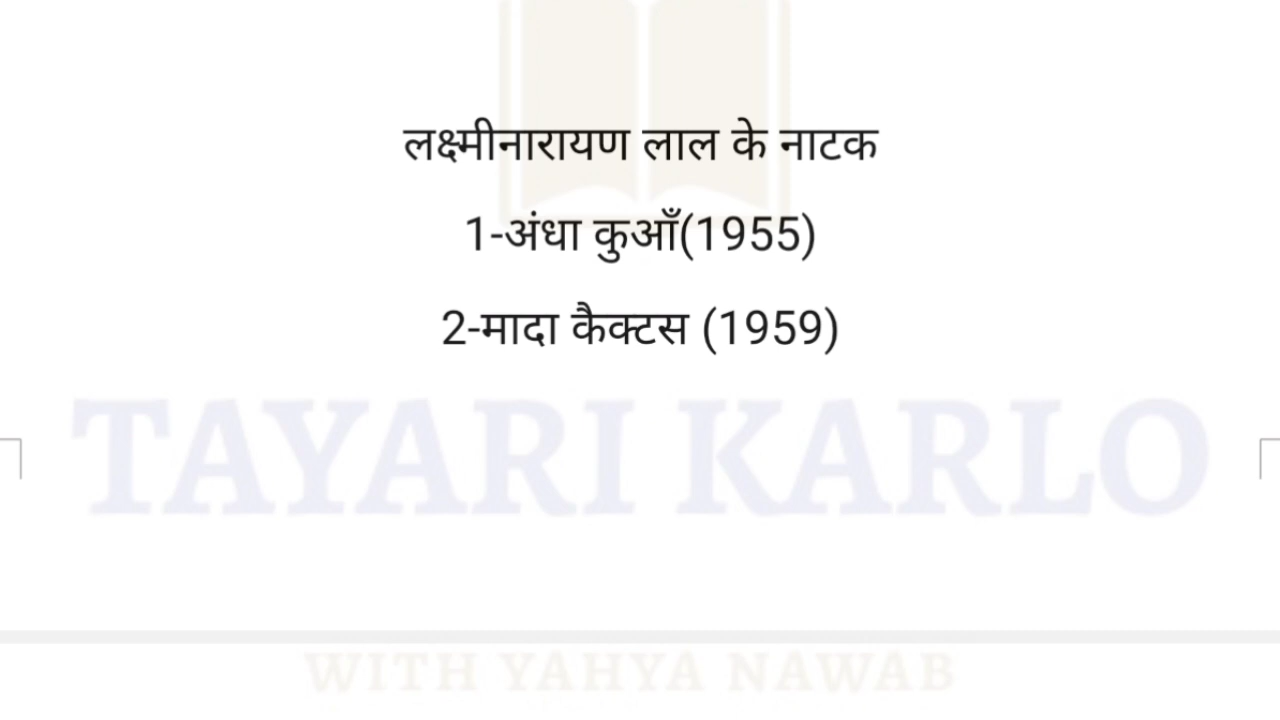 लक्ष्मीनारायण लाल के नाटक
1-अंधा कुआँ(1955)
2-मादा कैक्टस (1959)
TAYARI KARLO
WITH YAHYA NAWAB